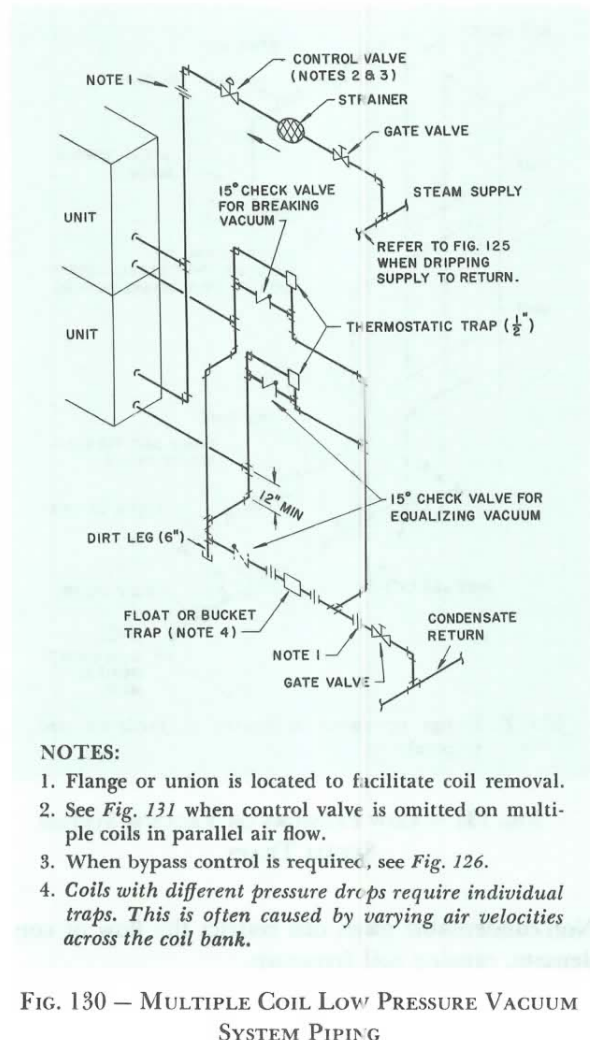 NOTE 1
CONTROL VALVE
(NOTES 2 & 3)
STRAINER
GATE VALVE
STEAM SUPPLY
REFER TO FIG. 125
WHEN DRIPPING
SUPPLY TO RETURN.
15° CHECK VALVE
FOR BREAKING
VACUUM
UNIT
UNIT
THERMOSTATIC TRAP (½")
12" MIN
15° CHECK VALVE FOR
EQUALIZING VACUUM
DIRT LEG (6")
FLOAT OR BUCKET
TRAP (NOTE 4)
NOTE 1
GATE VALVE
CONDENSATE
RETURN
NOTES:
1. Flange or union is located to facilitate coil removal.
2. See Fig. 131 when control valve is omitted on multi-
ple coils in parallel air flow.
3. When bypass control is required, see Fig. 126.
4. Coils with different pressure drops require individual
traps. This is often caused by varying air velocities
across the coil bank.
FIG. 130 — MULTIPLE COIL LOW PRESSURE VACUUM
SYSTEM PIPING